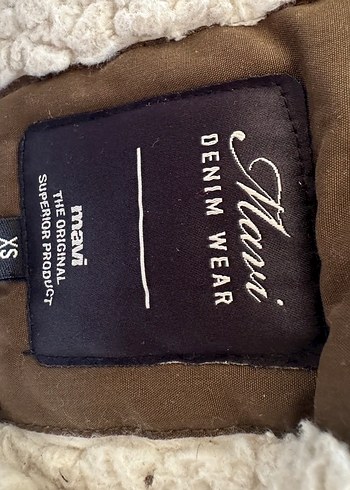 Mavi
DENIM WEAR
mavi
THE ORIGINAL
SUPERIOR PRODUCT
XS